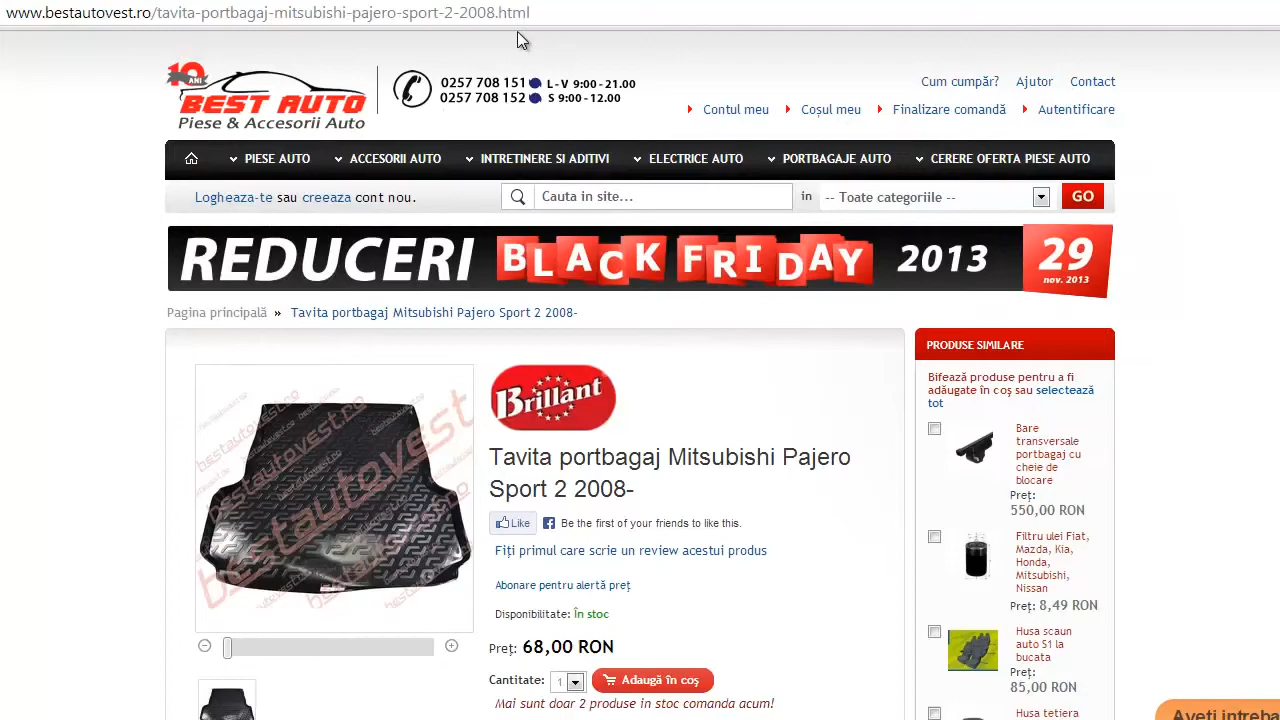 www.bestautovest.ro/tavita-portbagaj-mitsubishi-pajero-sport-2-2008.html
10 ANI
BEST AUTO
Piese & Accesorii Auto
0257 708 151 L - V 9:00 - 21.00
0257 708 152 S 9:00 - 12.00
Cum cumpăr? Ajutor Contact
Contul meu Coșul meu Finalizare comandă Autentificare
PIESE AUTO ACCESORII AUTO INTRETINERE SI ADITIVI ELECTRICE AUTO PORTBAGAJE AUTO CERERE OFERTA PIESE AUTO
Logheaza-te sau creeaza cont nou.
Cauta in site...
in
-- Toate categoriile --
GO
REDUCERI BLACK FRIDAY 2013 29
nov. 2013
Pagina principală » Tavita portbagaj Mitsubishi Pajero Sport 2 2008-
bestautovest.ro
Brillant
Tavita portbagaj Mitsubishi Pajero
Sport 2 2008-
Like Be the first of your friends to like this.
Fiți primul care scrie un review acestui produs
Abonare pentru alertă preț
Disponibilitate: În stoc
Preț: 68,00 RON
Cantitate: 1 Adaugă în coș
Mai sunt doar 2 produse in stoc comanda acum!
PRODUSE SIMILARE
Bifează produse pentru a fi
adăugate în coș sau selectează
tot
Bare
transversale
portbagaj cu
cheie de
blocare
Preț:
550,00 RON
Filtru ulei Fiat,
Mazda, Kia,
Honda,
Mitsubishi,
Nissan
Preț: 8,49 RON
Husa scaun
auto S1 la
bucata
Preț:
85,00 RON
Husa tetiera